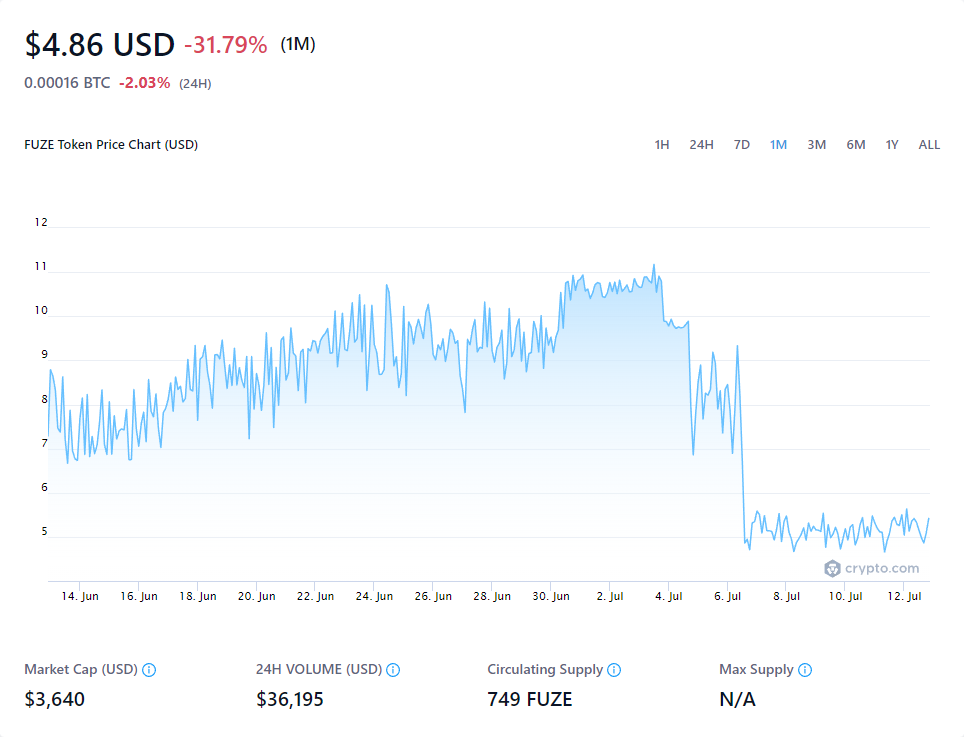 $4.86 USD -31.79% (1M)
0.00016 BTC -2.03% (24H)
FUZE Token Price Chart (USD)
1H 24H 7D 1M 3M 6M 1Y ALL
12
11
10
9
8
7
6
5
crypto.com
14. Jun 16. Jun 18. Jun 20. Jun 22. Jun 24. Jun 26. Jun 28. Jun 30. Jun 2. Jul 4. Jul 6. Jul 8. Jul 10. Jul 12. Jul
Market Cap (USD) 24H VOLUME (USD) Circulating Supply Max Supply
$3,640 $36,195 749 FUZE N/A